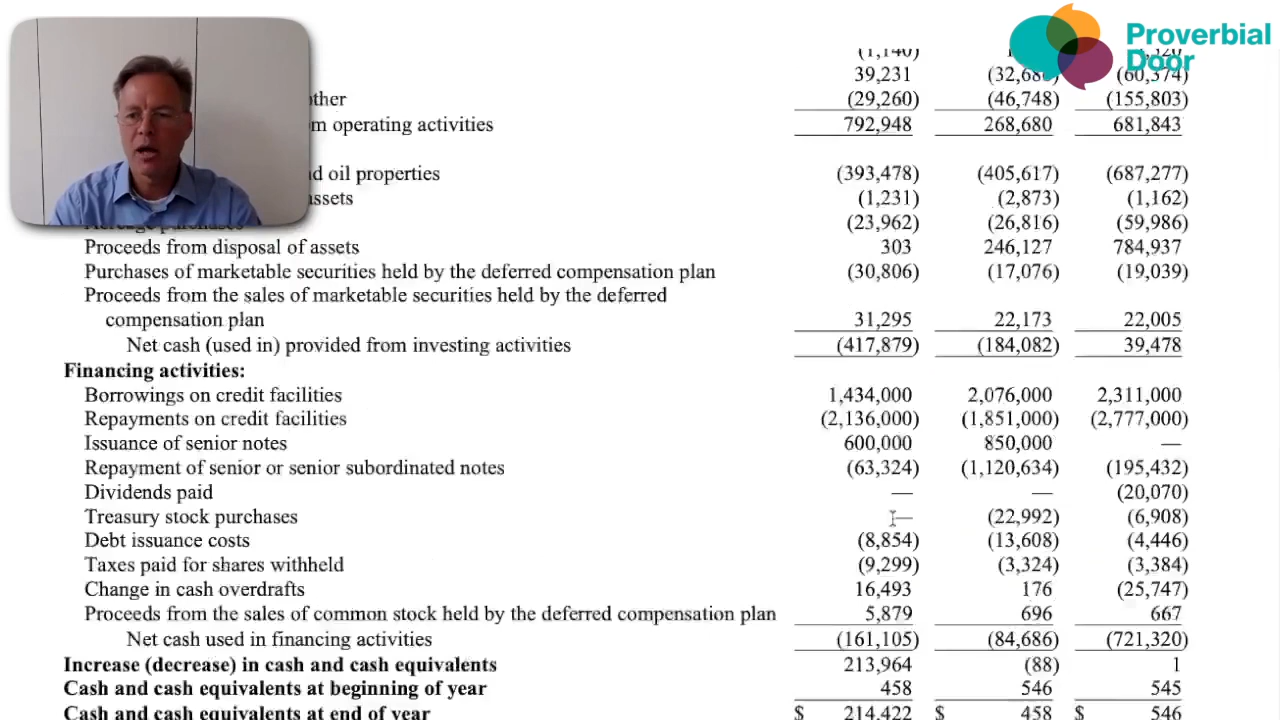 Proverbial
Door
39,231 (60,374)
other (29,260) (46,748) (155,803)
operating activities 792,948 268,680 681,843
oil properties (393,478) (405,617) (687,277)
assets (1,231) (2,873) (1,162)
(23,962) (26,816) (59,986)
Proceeds from disposal of assets 303 246,127 784,937
Purchases of marketable securities held by the deferred compensation plan (30,806) (17,076) (19,039)
Proceeds from the sales of marketable securities held by the deferred
compensation plan 31,295 22,173 22,005
Net cash (used in) provided from investing activities (417,879) (184,082) 39,478
Financing activities:
Borrowings on credit facilities 1,434,000 2,076,000 2,311,000
Repayments on credit facilities (2,136,000) (1,851,000) (2,777,000)
Issuance of senior notes 600,000 850,000 —
Repayment of senior or senior subordinated notes (63,324) (1,120,634) (195,432)
Dividends paid — — (20,070)
Treasury stock purchases — (22,992) (6,908)
Debt issuance costs (8,854) (13,608) (4,446)
Taxes paid for shares withheld (9,299) (3,324) (3,384)
Change in cash overdrafts 16,493 176 (25,747)
Proceeds from the sales of common stock held by the deferred compensation plan 5,879 696 667
Net cash used in financing activities (161,105) (84,686) (721,320)
Increase (decrease) in cash and cash equivalents 213,964 (88) 1
Cash and cash equivalents at beginning of year 458 546 545
Cash and cash equivalents at end of year $ 214,422 $ 458 $ 546